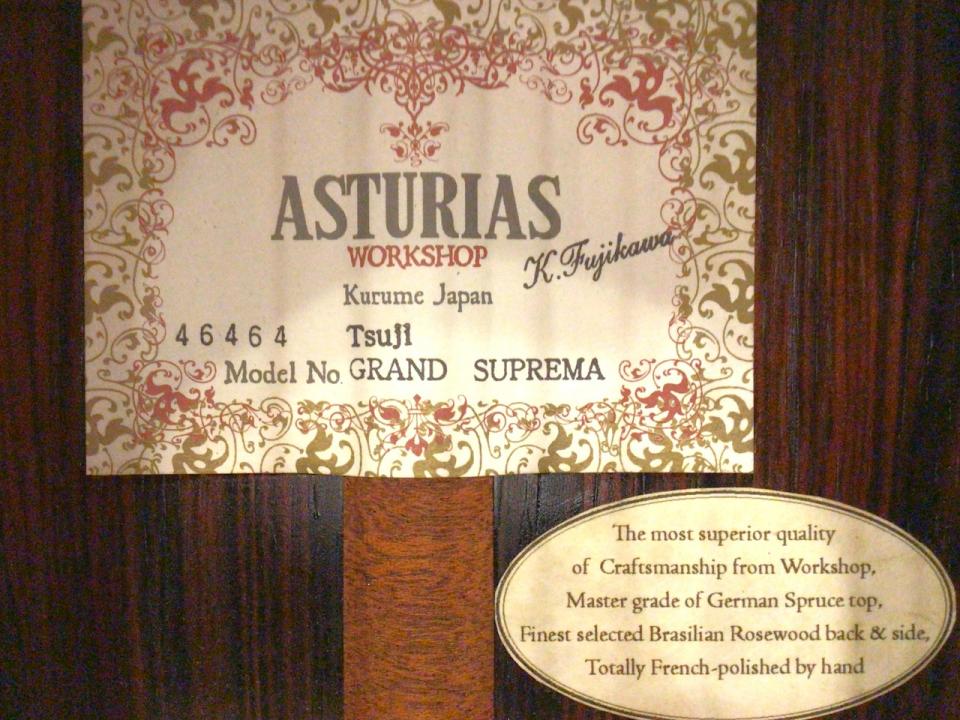 ASTURIAS
WORKSHOP
K.Fujikawa
Kurume Japan
46464 Tsuji
Model No. GRAND SUPREMA
The most superior quality
of Craftsmanship from Workshop,
Master grade of German Spruce top,
Finest selected Brasilian Rosewood back & side,
Totally French-polished by hand